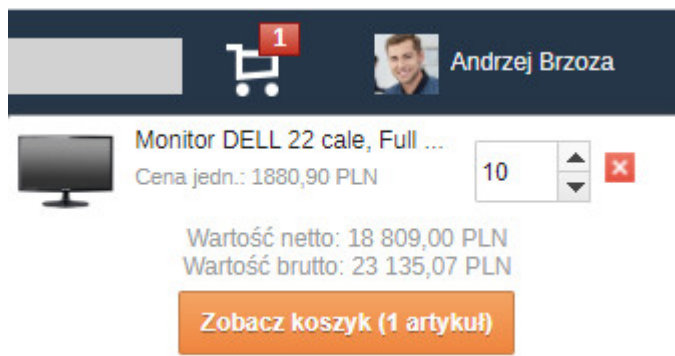 1
Andrzej Brzoza
Monitor DELL 22 cale, Full ...
Cena jedn.: 1880,90 PLN
10
Wartość netto: 18 809,00 PLN
Wartość brutto: 23 135,07 PLN
Zobacz koszyk (1 artykuł)